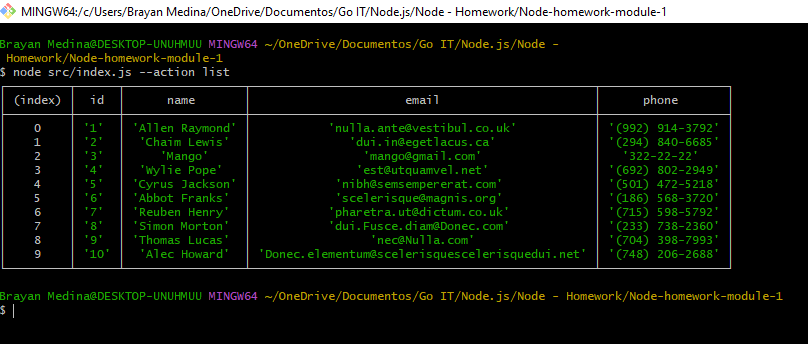 MINGW64:/c/Users/Brayan Medina/OneDrive/Documentos/Go IT/Node.js/Node - Homework/Node-homework-module-1
Brayan Medina@DESKTOP-UNUHMUU MINGW64 ~/OneDrive/Documentos/Go IT/Node.js/Node -
Homework/Node-homework-module-1
$ node src/index.js --action list
(index) id name email phone
0 '1' 'Allen Raymond' 'nulla.ante@vestibul.co.uk' '(992) 914-3792'
1 '2' 'Chaim Lewis' 'dui.in@egetlacus.ca' '(294) 840-6685'
2 '3' 'Mango' 'mango@gmail.com' '322-22-22'
3 '4' 'Wylie Pope' 'est@utquamvel.net' '(692) 802-2949'
4 '5' 'Cyrus Jackson' 'nibh@semsempererat.com' '(501) 472-5218'
5 '6' 'Abbot Franks' 'scelerisque@magnis.org' '(186) 568-3720'
6 '7' 'Reuben Henry' 'pharetra.ut@dictum.co.uk' '(715) 598-5792'
7 '8' 'Simon Morton' 'dui.Fusce.diam@Donec.com' '(233) 738-2360'
8 '9' 'Thomas Lucas' 'nec@Nulla.com' '(704) 398-7993'
9 '10' 'Alec Howard' 'Donec.elementum@scelerisquescelerisquedui.net' '(748) 206-2688'
Brayan Medina@DESKTOP-UNUHMUU MINGW64 ~/OneDrive/Documentos/Go IT/Node.js/Node - Homework/Node-homework-module-1
$